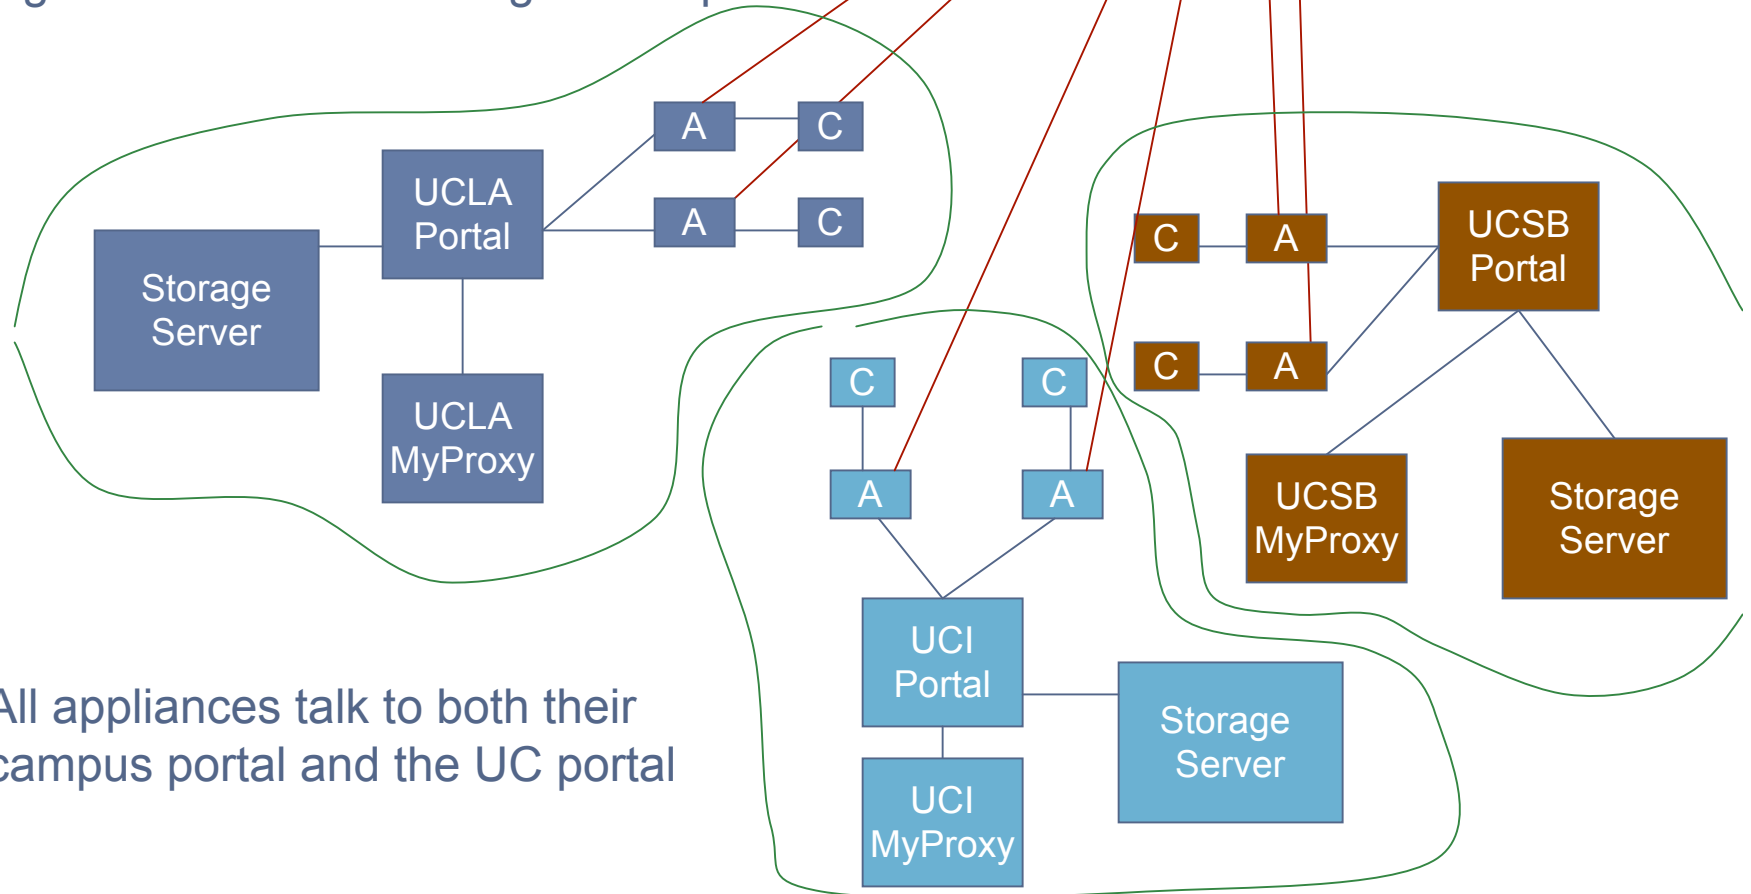 A
C
UCLA
Portal
A
C
Storage
Server
UCLA
MyProxy
C
A
UCSB
Portal
C
A
UCSB
MyProxy
Storage
Server
C
C
A
A
UCI
Portal
Storage
Server
UCI
MyProxy
All appliances talk to both their
campus portal and the UC portal